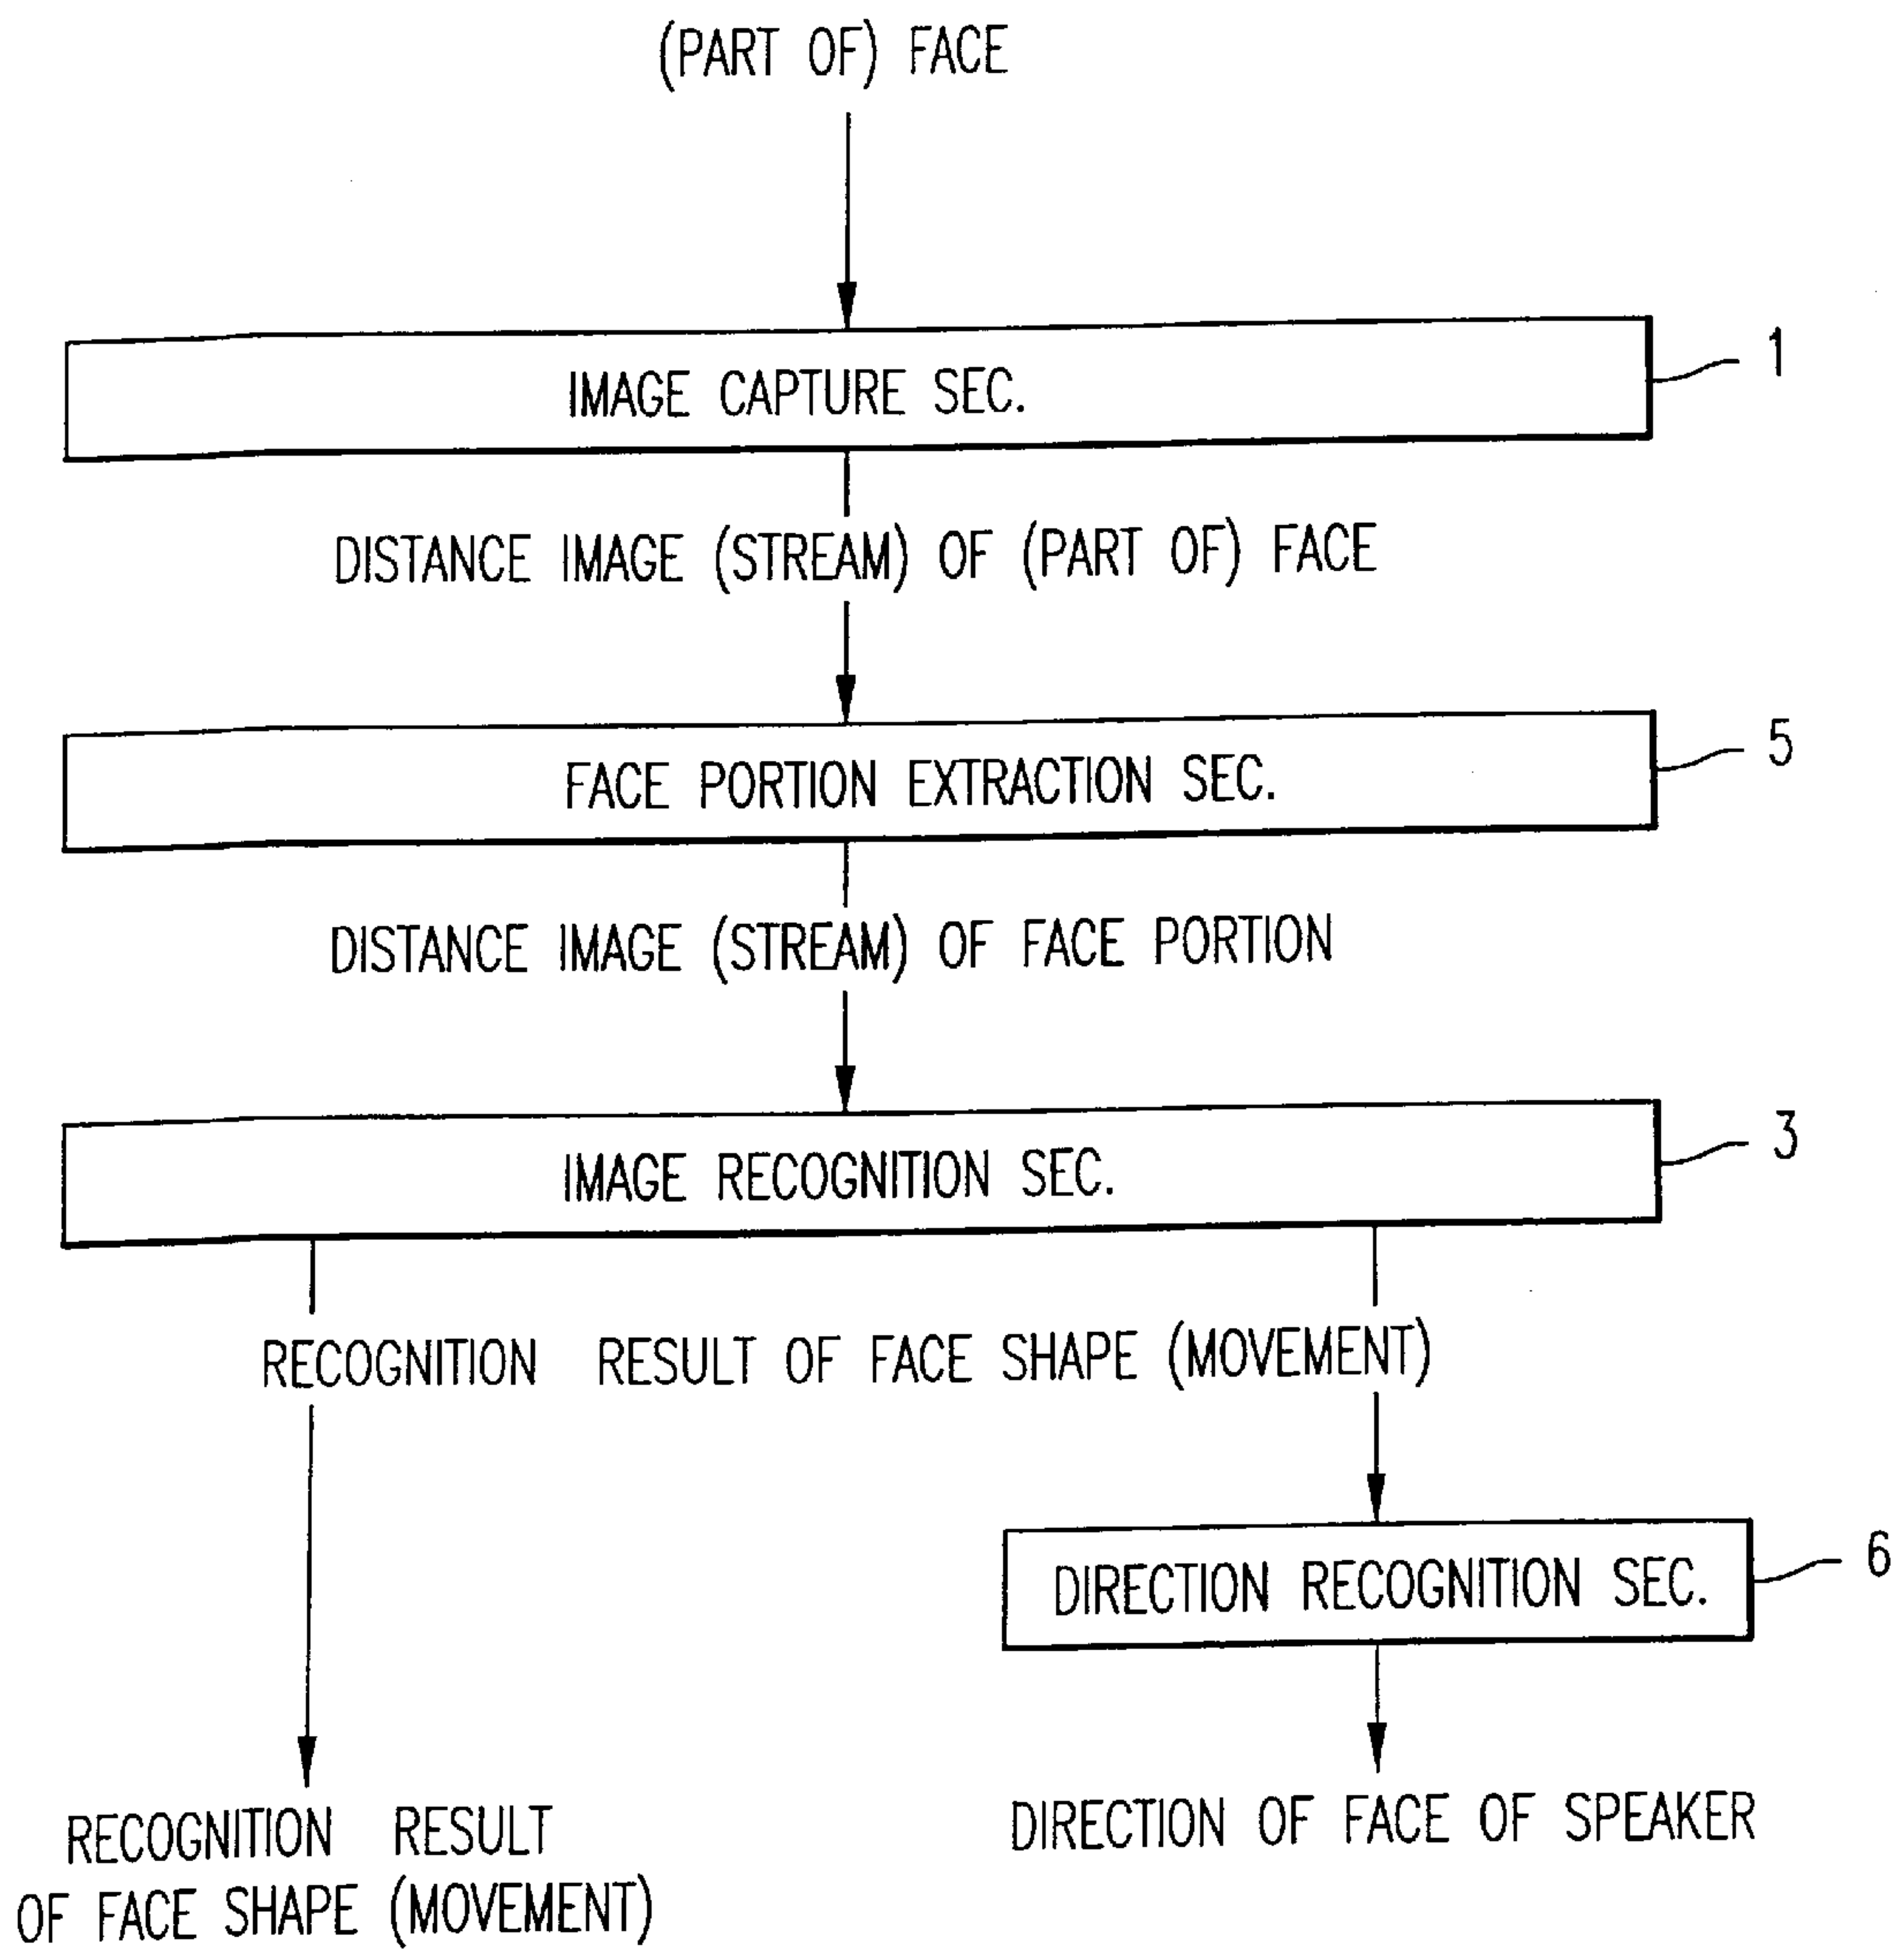 (PART OF) FACE
IMAGE CAPTURE SEC.
1
DISTANCE IMAGE (STREAM) OF (PART OF) FACE
FACE PORTION EXTRACTION SEC.
5
DISTANCE IMAGE (STREAM) OF FACE PORTION
IMAGE RECOGNITION SEC.
3
RECOGNITION RESULT OF FACE SHAPE (MOVEMENT)
DIRECTION RECOGNITION SEC.
6
RECOGNITION RESULT
OF FACE SHAPE (MOVEMENT)
DIRECTION OF FACE OF SPEAKER